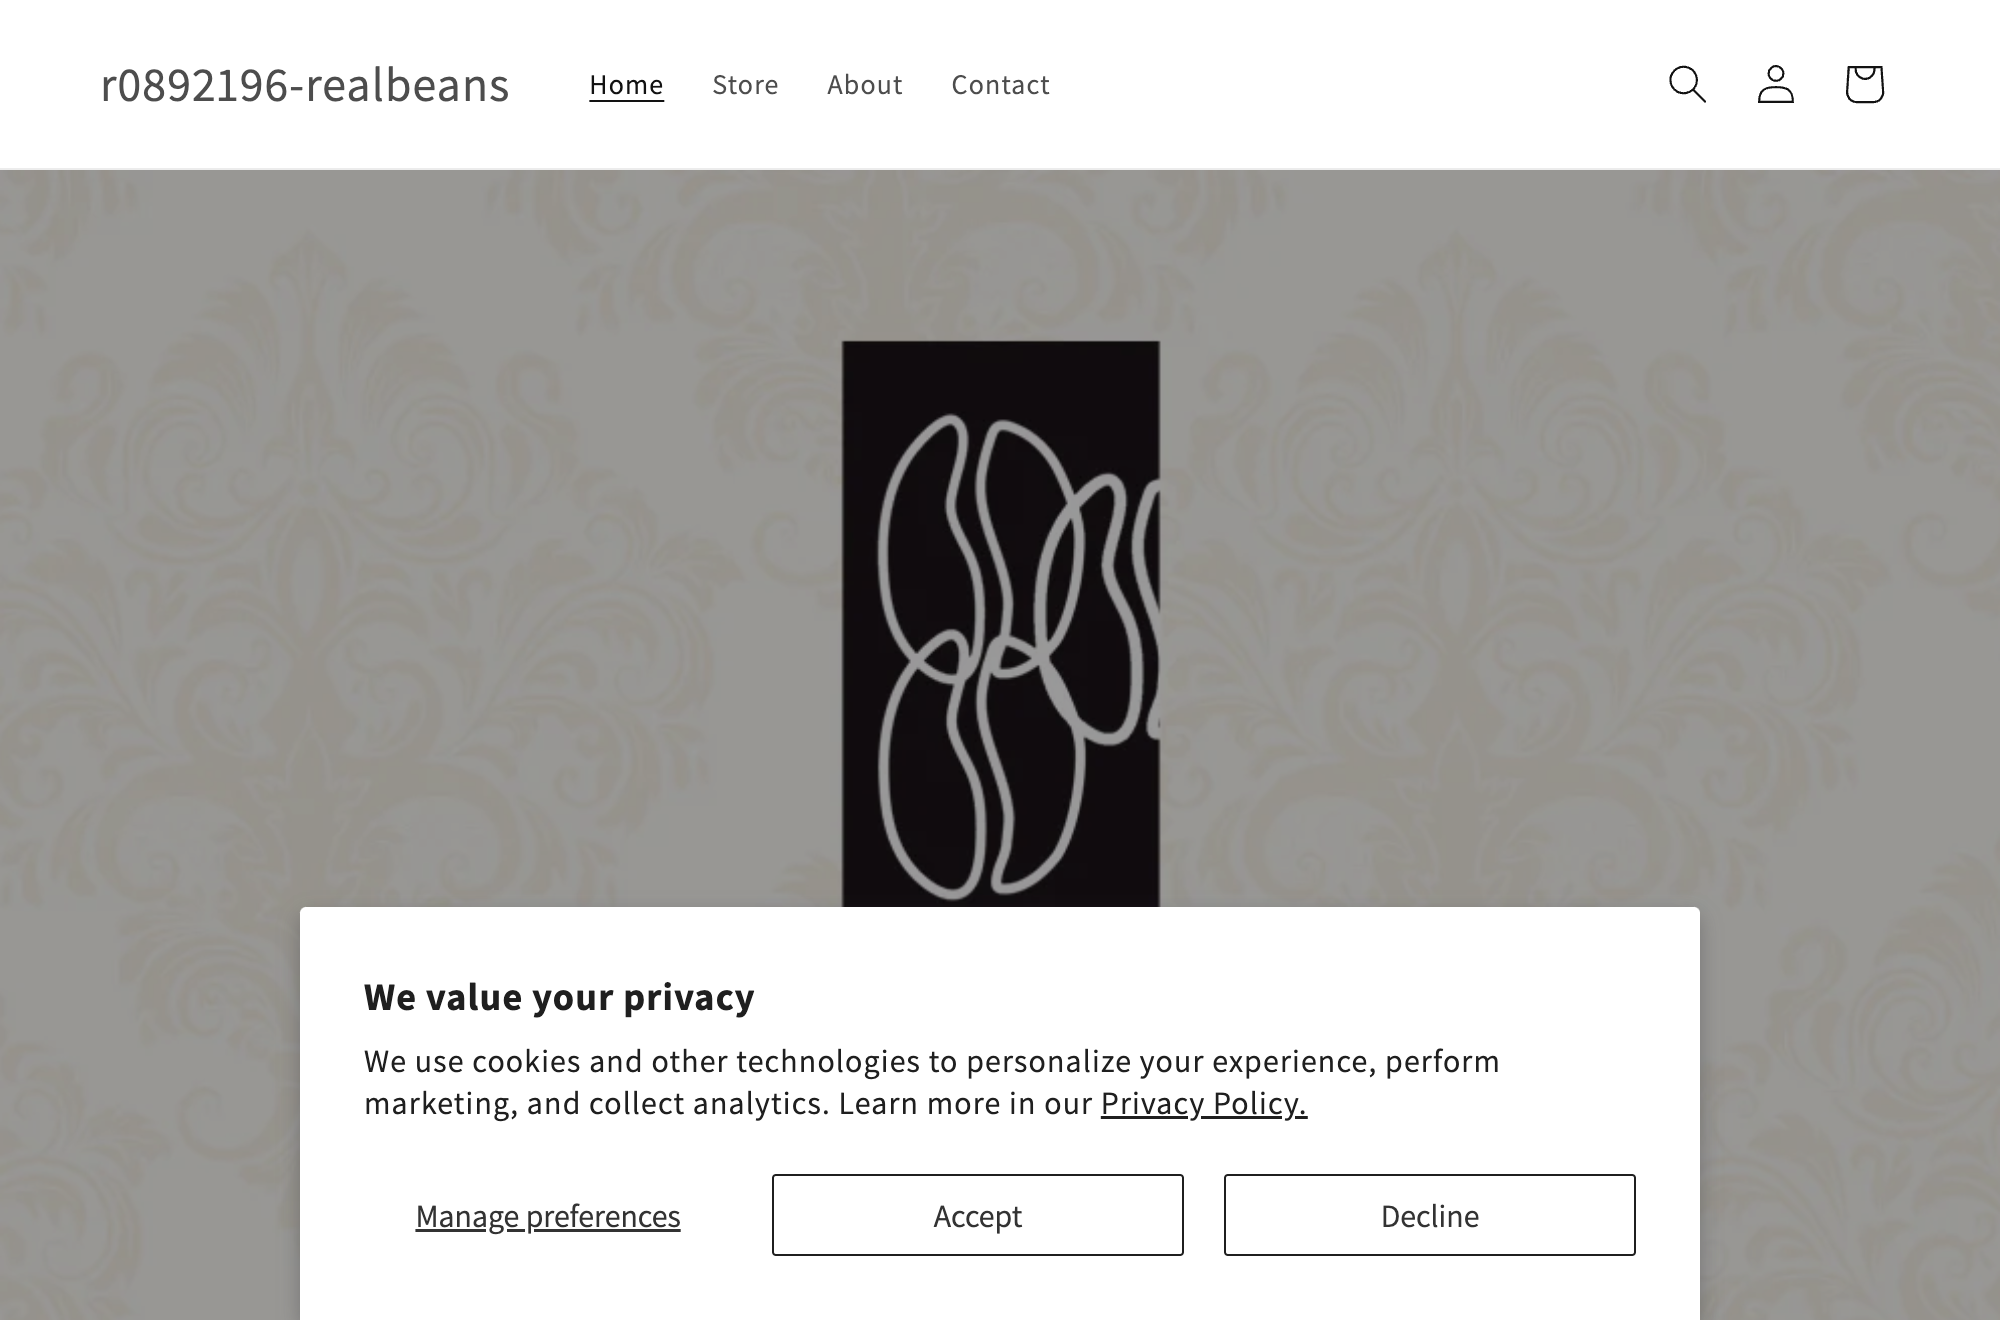 r0892196-realbeans
Home
Store
About
Contact
We value your privacy
We use cookies and other technologies to personalize your experience, perform
marketing, and collect analytics. Learn more in our Privacy Policy.
Manage preferences
Accept
Decline